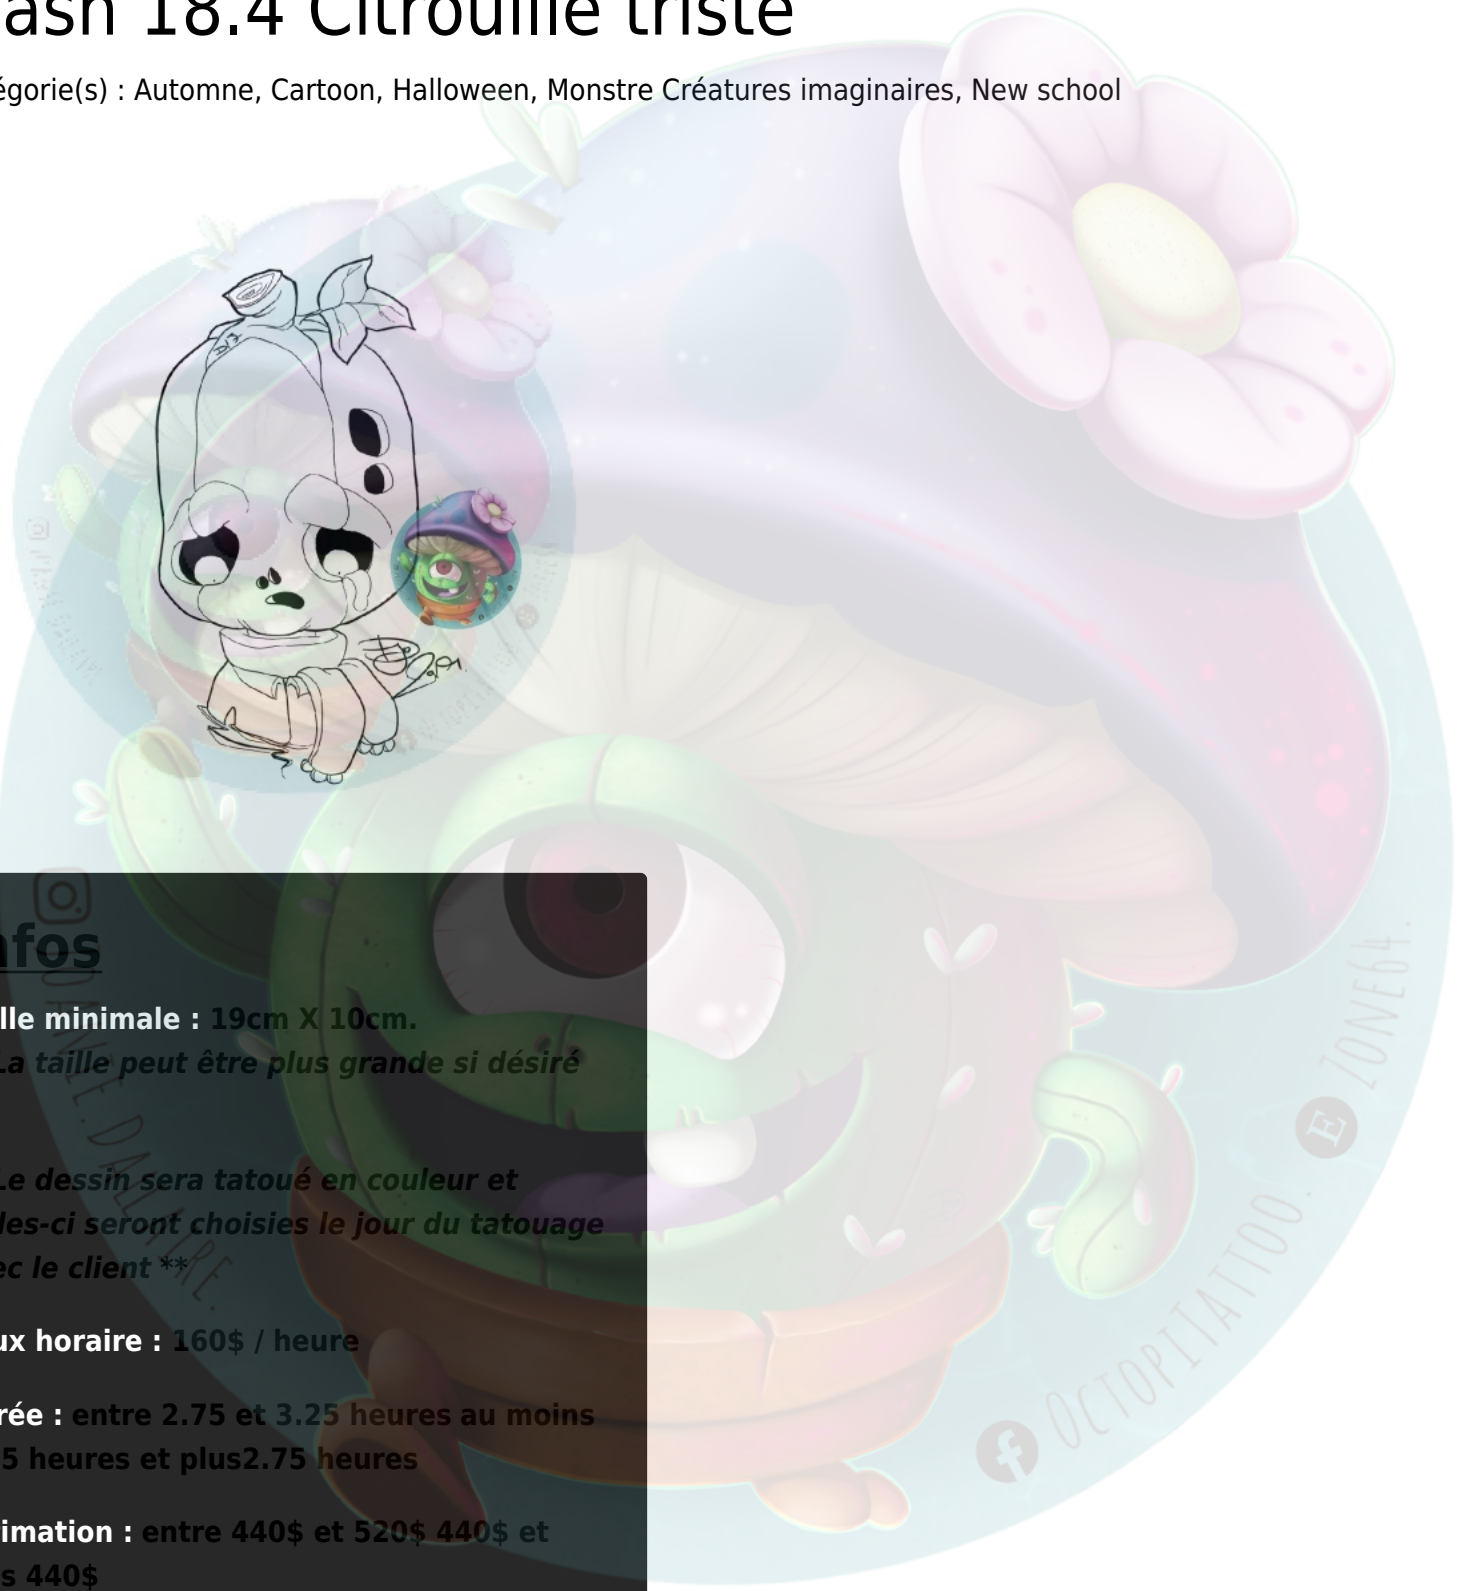 ash 18.4 Citrouille triste
égorie(s) : Automne, Cartoon, Halloween, Monstre Créatures imaginaires, New school
nfos
lle minimale : 19cm X 10cm.
La taille peut être plus grande si désiré
Le dessin sera tatoué en couleur et
les-ci seront choisies le jour du tatouage
ec le client **
ux horaire : 160$ / heure
rée : entre 2.75 et 3.25 heures au moins
5 heures et plus2.75 heures
imation : entre 440$ et 520$ 440$ et
s 440$
DALLAIRE.
OCTOPITATTOO.
E ZONE64.